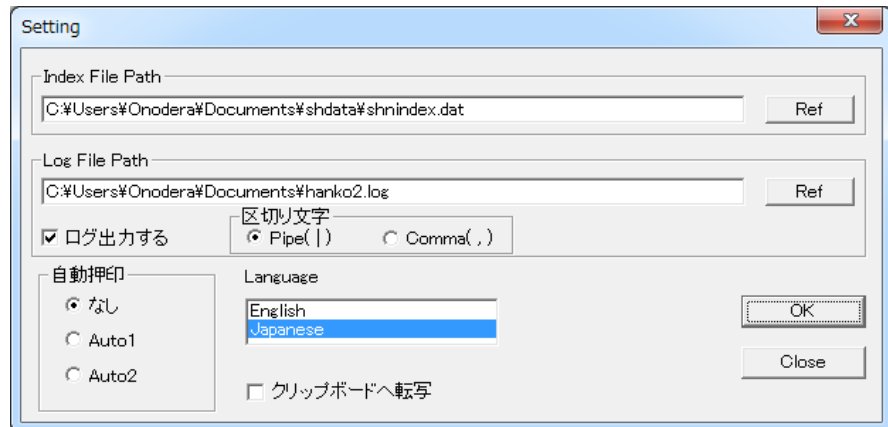 Setting
Index File Path
C:¥Users¥Onodera¥Documents¥shdata¥shnindex.dat
Ref
Log File Path
C:¥Users¥Onodera¥Documents¥hanko2.log
Ref
ログ出力する
区切り文字
Pipe(|)
Comma(,)
自動押印
なし
Auto1
Auto2
Language
English
Japanese
クリップボードへ転写
OK
Close